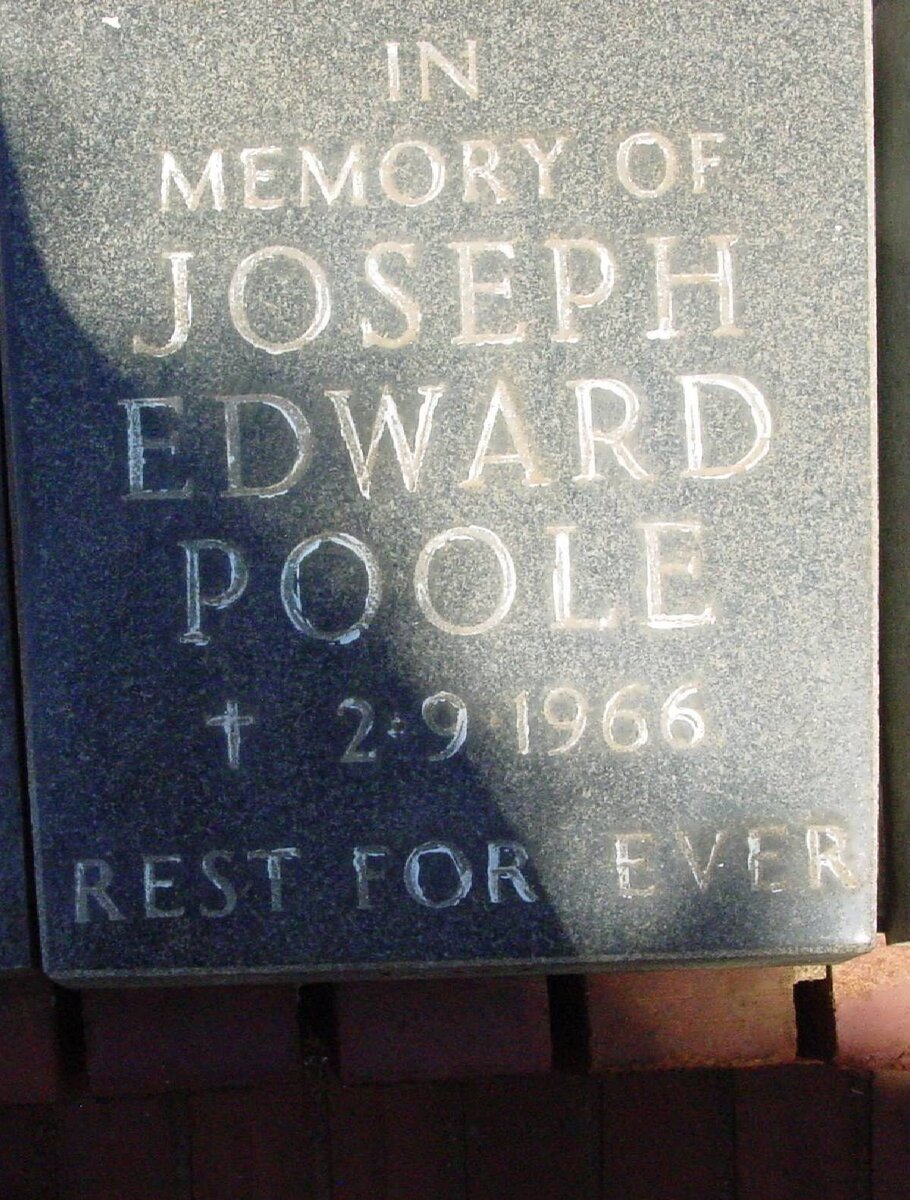 IN
MEMORY OF
JOSEPH
EDWARD
POOLE
† 2·9·1966
REST FOR EVER